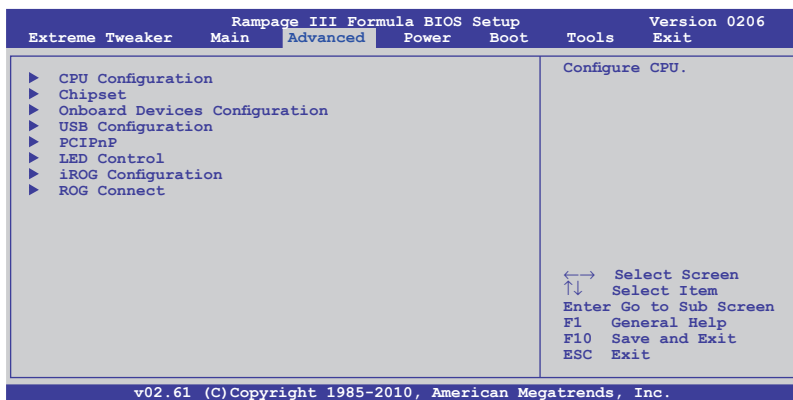 Rampage III Formula BIOS Setup Version 0206
Extreme Tweaker Main Advanced Power Boot Tools Exit
CPU Configuration
Chipset
Onboard Devices Configuration
USB Configuration
PCIPnP
LED Control
iROG Configuration
ROG Connect
Configure CPU.
←→ Select Screen
↑↓ Select Item
Enter Go to Sub Screen
F1 General Help
F10 Save and Exit
ESC Exit
v02.61 (C)Copyright 1985-2010, American Megatrends, Inc.